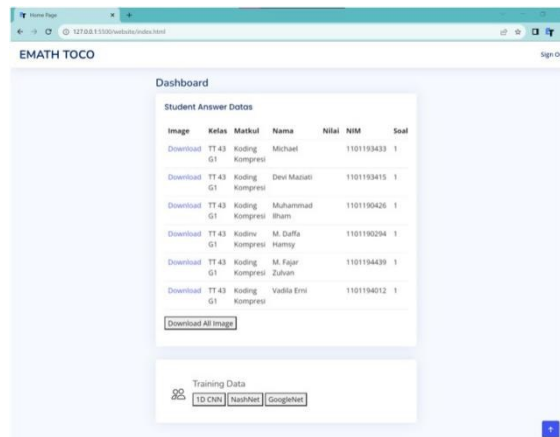 Home Page
127.0.0.1:5500/website/index.html
EMATH TOCO
Sign O
Dashboard
Student Answer Datas
Image Kelas Matkul Nama Nilai NIM Soal
Download TT 43 Koding Michael 1101193433 1
G1 Kompresi
Download TT 43 Koding Devi Maziati 1101193415 1
G1 Kompresi
Download TT 43 Koding Muhammad 1101190426 1
G1 Kompresi Ilham
Download TT 43 Kodinv M. Daffa 1101190294 1
G1 Kompresi Hamsy
Download TT 43 Koding M. Fajar 1101194439 1
G1 Kompresi Zulvan
Download TT 43 Koding Vadila Erni 1101194012 1
G1 Kompresi
Download All Image
Training Data
1D CNN NashNet GoogleNet